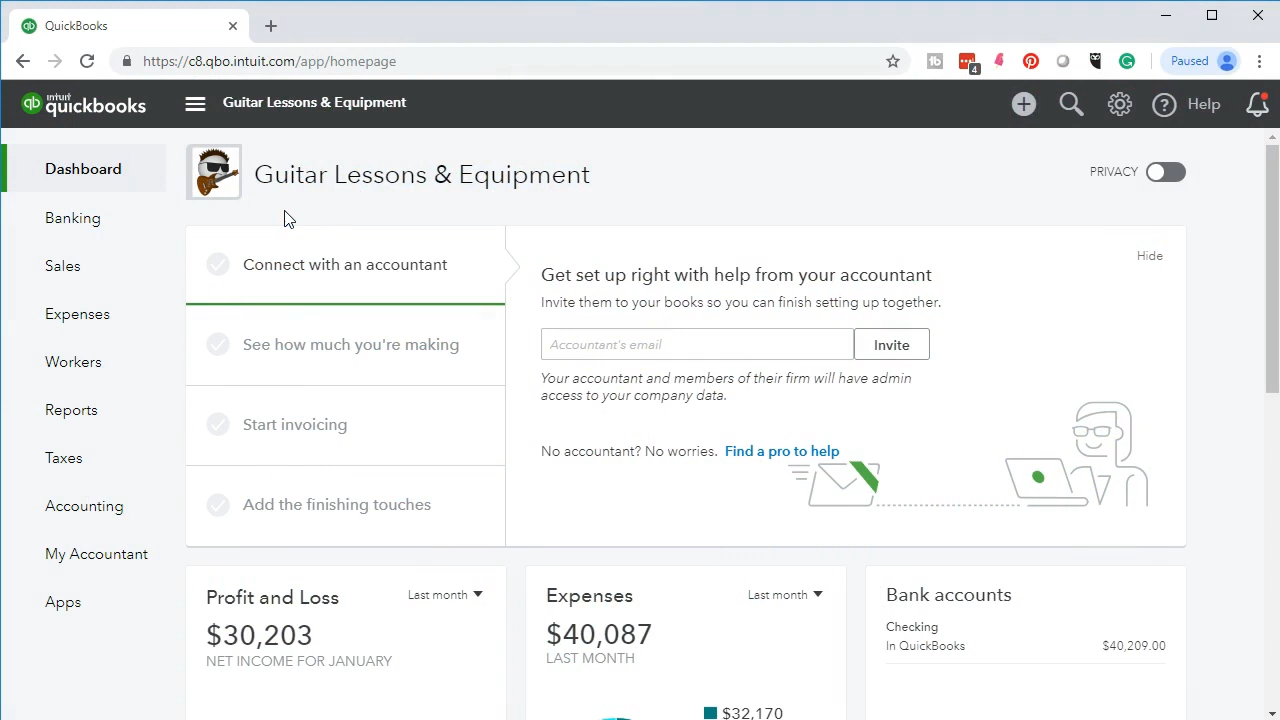 QuickBooks
https://c8.qbo.intuit.com/app/homepage
4
Paused
qb intuit quickbooks
Guitar Lessons & Equipment
Help
Dashboard
Banking
Sales
Expenses
Workers
Reports
Taxes
Accounting
My Accountant
Apps
Guitar Lessons & Equipment
PRIVACY
Connect with an accountant
See how much you're making
Start invoicing
Add the finishing touches
Hide
Get set up right with help from your accountant
Invite them to your books so you can finish setting up together.
Accountant's email
Invite
Your accountant and members of their firm will have admin
access to your company data.
No accountant? No worries. Find a pro to help
Profit and Loss
Last month
$30,203
NET INCOME FOR JANUARY
Expenses
Last month
$40,087
LAST MONTH
$32,170
Bank accounts
Checking
In QuickBooks
$40,209.00